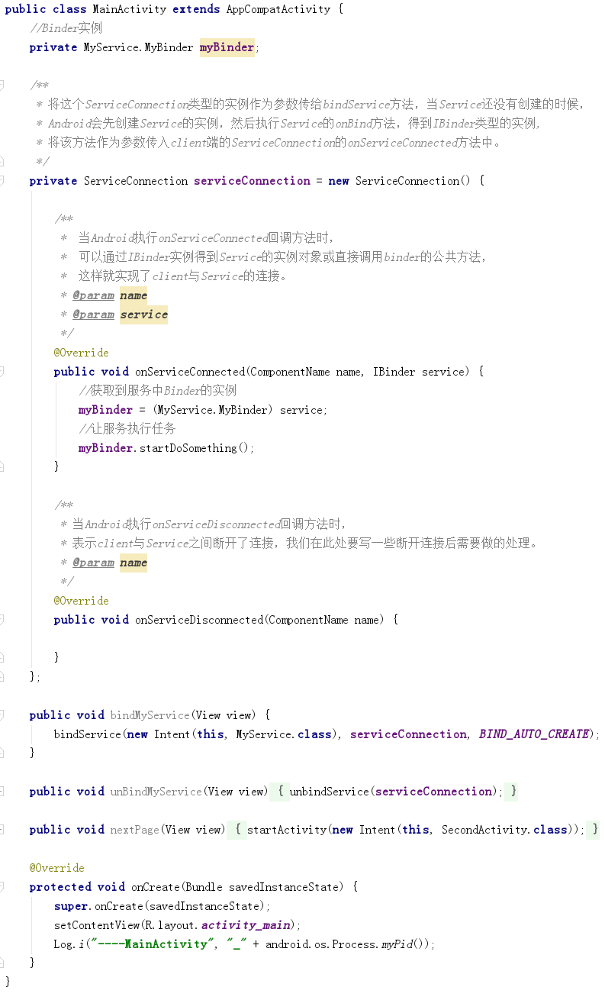 public class MainActivity extends AppCompatActivity {
    //Binder实例
    private MyService.MyBinder myBinder;

    /**
     * 将这个ServiceConnection类型的实例作为参数传给bindService方法，当Service还没有创建的时候，
     * Android会先创建Service的实例，然后执行Service的onBind方法，得到IBinder类型的实例，
     * 将该方法作为参数传入client端的ServiceConnection的onServiceConnected方法中。
     */
    private ServiceConnection serviceConnection = new ServiceConnection() {

        /**
         *  当Android执行onServiceConnected回调方法时，
         *  可以通过IBinder实例得到Service的实例对象或直接调用binder的公共方法，
         *  这样就实现了client与Service的连接。
         * @param name
         * @param service
         */
        @Override
        public void onServiceConnected(ComponentName name, IBinder service) {
            //获取到服务中Binder的实例
            myBinder = (MyService.MyBinder) service;
            //让服务执行任务
            myBinder.startDoSomething();
        }

        /**
         * 当Android执行onServiceDisconnected回调方法时，
         * 表示client与Service之间断开了连接，我们在此处要写一些断开连接后需要做的处理。
         * @param name
         */
        @Override
        public void onServiceDisconnected(ComponentName name) {

        }
    };

    public void bindMyService(View view) {
        bindService(new Intent(this, MyService.class), serviceConnection, BIND_AUTO_CREATE);
    }

    public void unBindMyService(View view) { unbindService(serviceConnection); }

    public void nextPage(View view) { startActivity(new Intent(this, SecondActivity.class)); }

    @Override
    protected void onCreate(Bundle savedInstanceState) {
        super.onCreate(savedInstanceState);
        setContentView(R.layout.activity_main);
        Log.i("----MainActivity", "_" + android.os.Process.myPid());
    }
}